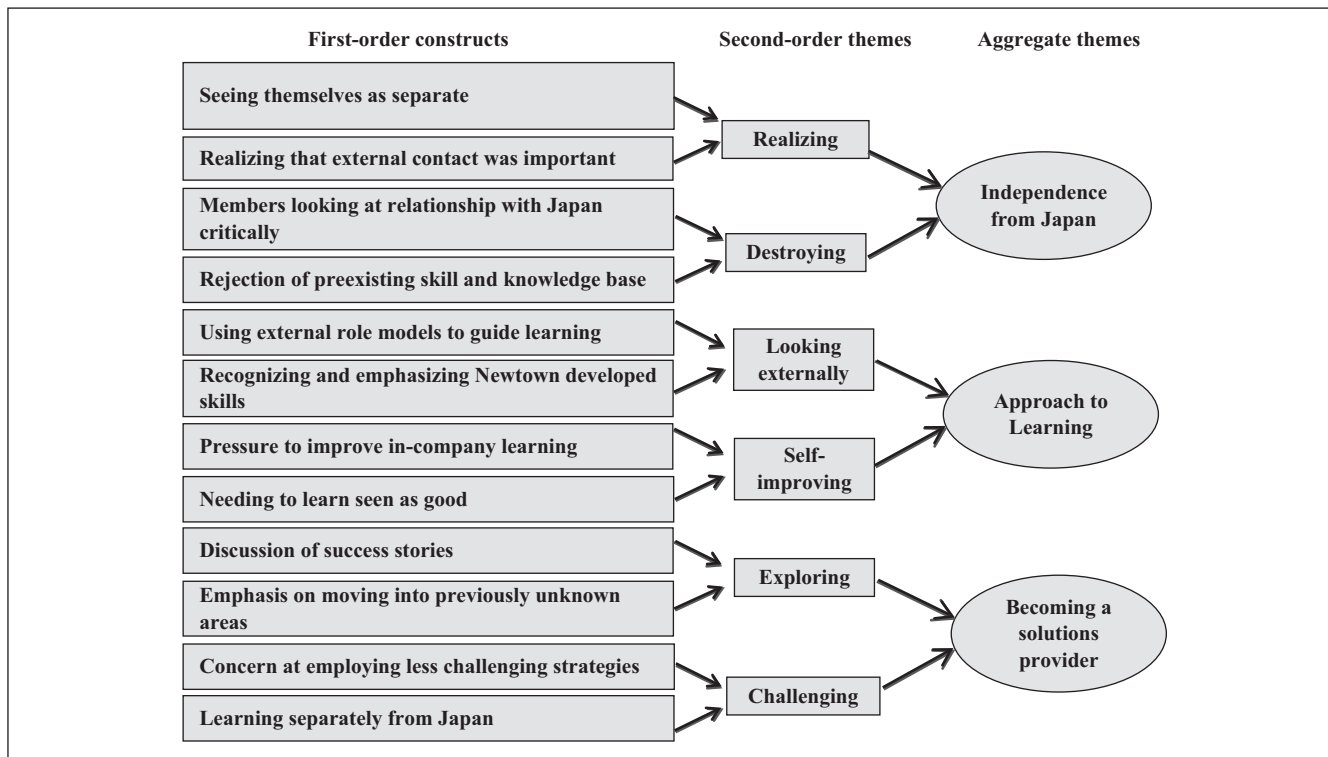 First-order constructs
Second-order themes
Aggregate themes
Seeing themselves as separate
Realizing that external contact was important
Members looking at relationship with Japan
critically
Rejection of preexisting skill and knowledge base
Using external role models to guide learning
Recognizing and emphasizing Newtown developed
skills
Pressure to improve in-company learning
Needing to learn seen as good
Discussion of success stories
Emphasis on moving into previously unknown
areas
Concern at employing less challenging strategies
Learning separately from Japan
Realizing
Destroying
Looking
externally
Self-
improving
Exploring
Challenging
Independence
from Japan
Approach to
Learning
Becoming a
solutions
provider